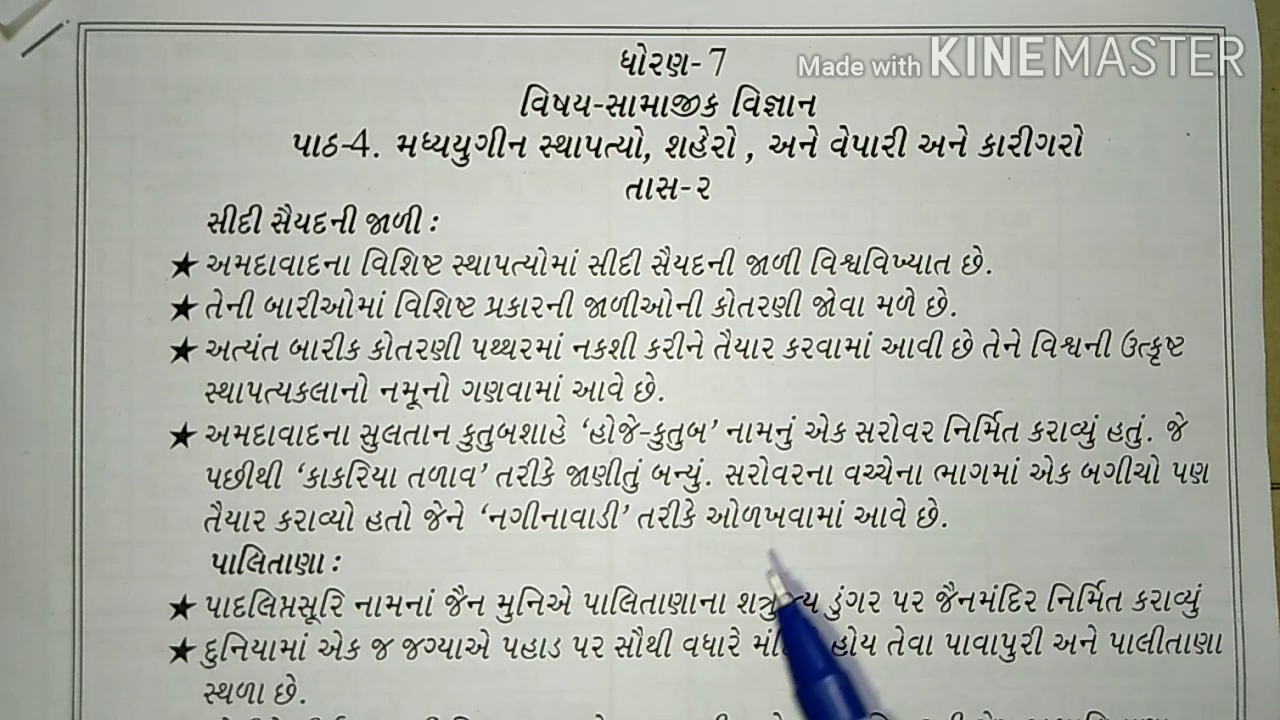 ધોરણ-7
Made with KINEMASTER
વિષય-સામાજીક વિજ્ઞાન
પાઠ-4. મધ્યયુગીન સ્થાપત્યો, શહેરો , અને વેપારી અને કારીગરો
તાસ-૨
સીદી સૈયદની જાળી :
★ અમદાવાદના વિશિષ્ટ સ્થાપત્યોમાં સીદી સૈયદની જાળી વિશ્વવિખ્યાત છે.
★ તેની બારીઓમાં વિશિષ્ટ પ્રકારની જાળીઓની કોતરણી જોવા મળે છે.
★ અત્યંત બારીક કોતરણી પથ્થરમાં નકશી કરીને તૈયાર કરવામાં આવી છે તેને વિશ્વની ઉત્કૃષ્ટ
સ્થાપત્યકલાનો નમૂનો ગણવામાં આવે છે.
★ અમદાવાદના સુલતાન કુતુબશાહે ‘હોજે-કુતુબ’ નામનું એક સરોવર નિર્મિત કરાવ્યું હતું. જે
પછીથી ‘કાકરિયા તળાવ’ તરીકે જાણીતું બન્યું. સરોવરના વચ્ચેના ભાગમાં એક બગીચો પણ
તૈયાર કરાવ્યો હતો જેને ‘નગીનાવાડી’ તરીકે ઓળખવામાં આવે છે.
પાલિતાણા :
★ પાદલિપ્તસૂરિ નામનાં જૈન મુનિએ પાલિતાણાના ડુંગર પર જૈનમંદિર નિર્મિત કરાવ્યું
★ દુનિયામાં એક જ જગ્યાએ પહાડ પર સૌથી વધારે હોય તેવા પાવાપુરી અને પાલીતાણા
સ્થળા છે.